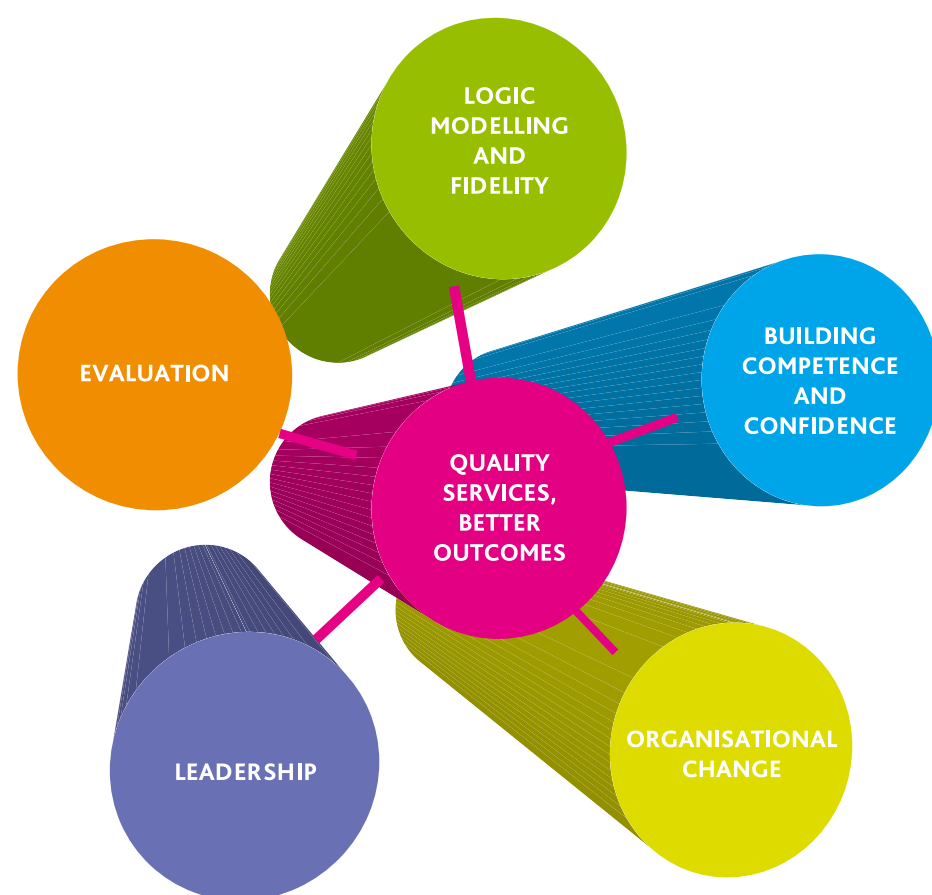 LOGIC
MODELLING
AND
FIDELITY
BUILDING
COMPETENCE
AND
CONFIDENCE
EVALUATION
QUALITY
SERVICES,
BETTER
OUTCOMES
ORGANISATIONAL
CHANGE
LEADERSHIP